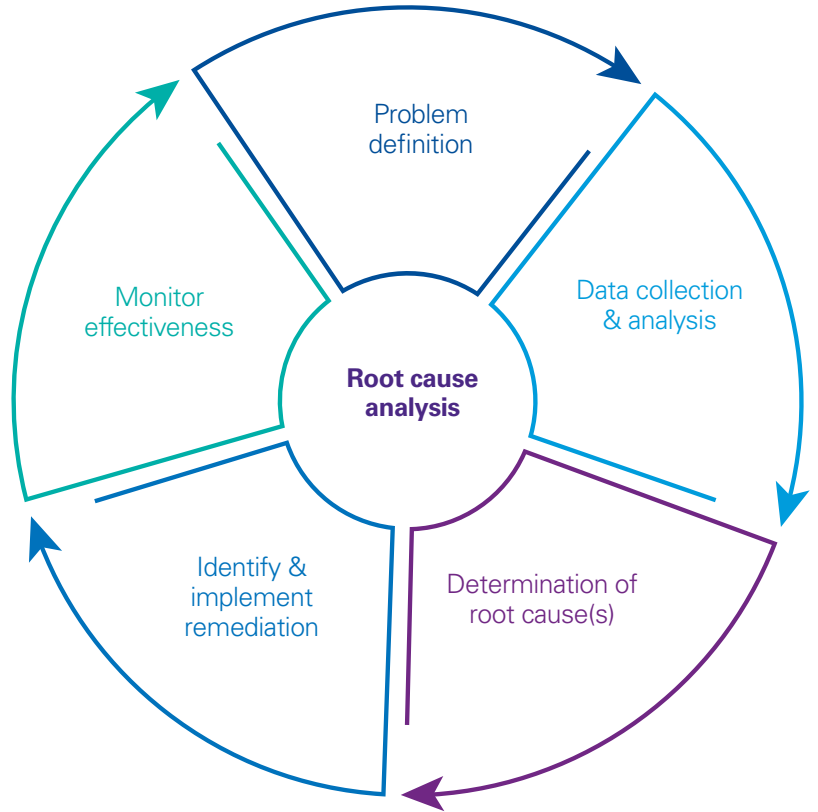 Problem
definition
Data collection
& analysis
Determination of
root cause(s)
Identify &
implement
remediation
Monitor
effectiveness
Root cause
analysis